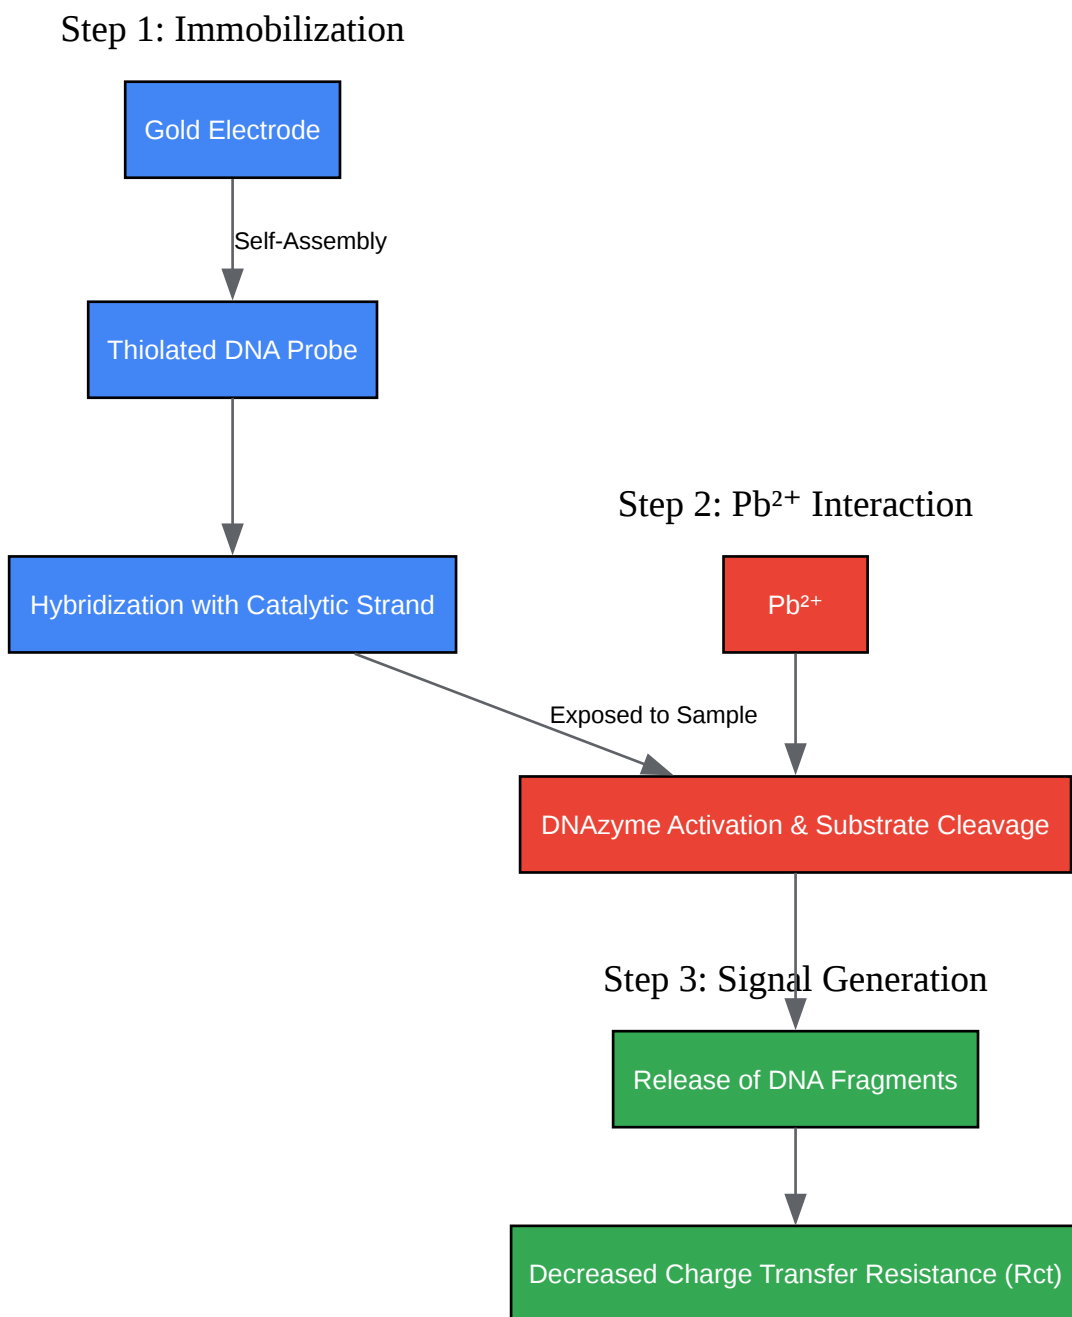 Step 1: Immobilization
Gold Electrode
Self-Assembly
Thiolated DNA Probe
Step 2: Pb²⁺ Interaction
Hybridization with Catalytic Strand
Pb²⁺
Exposed to Sample
DNAzyme Activation & Substrate Cleavage
Step 3: Signal Generation
Release of DNA Fragments
Decreased Charge Transfer Resistance (Rct)